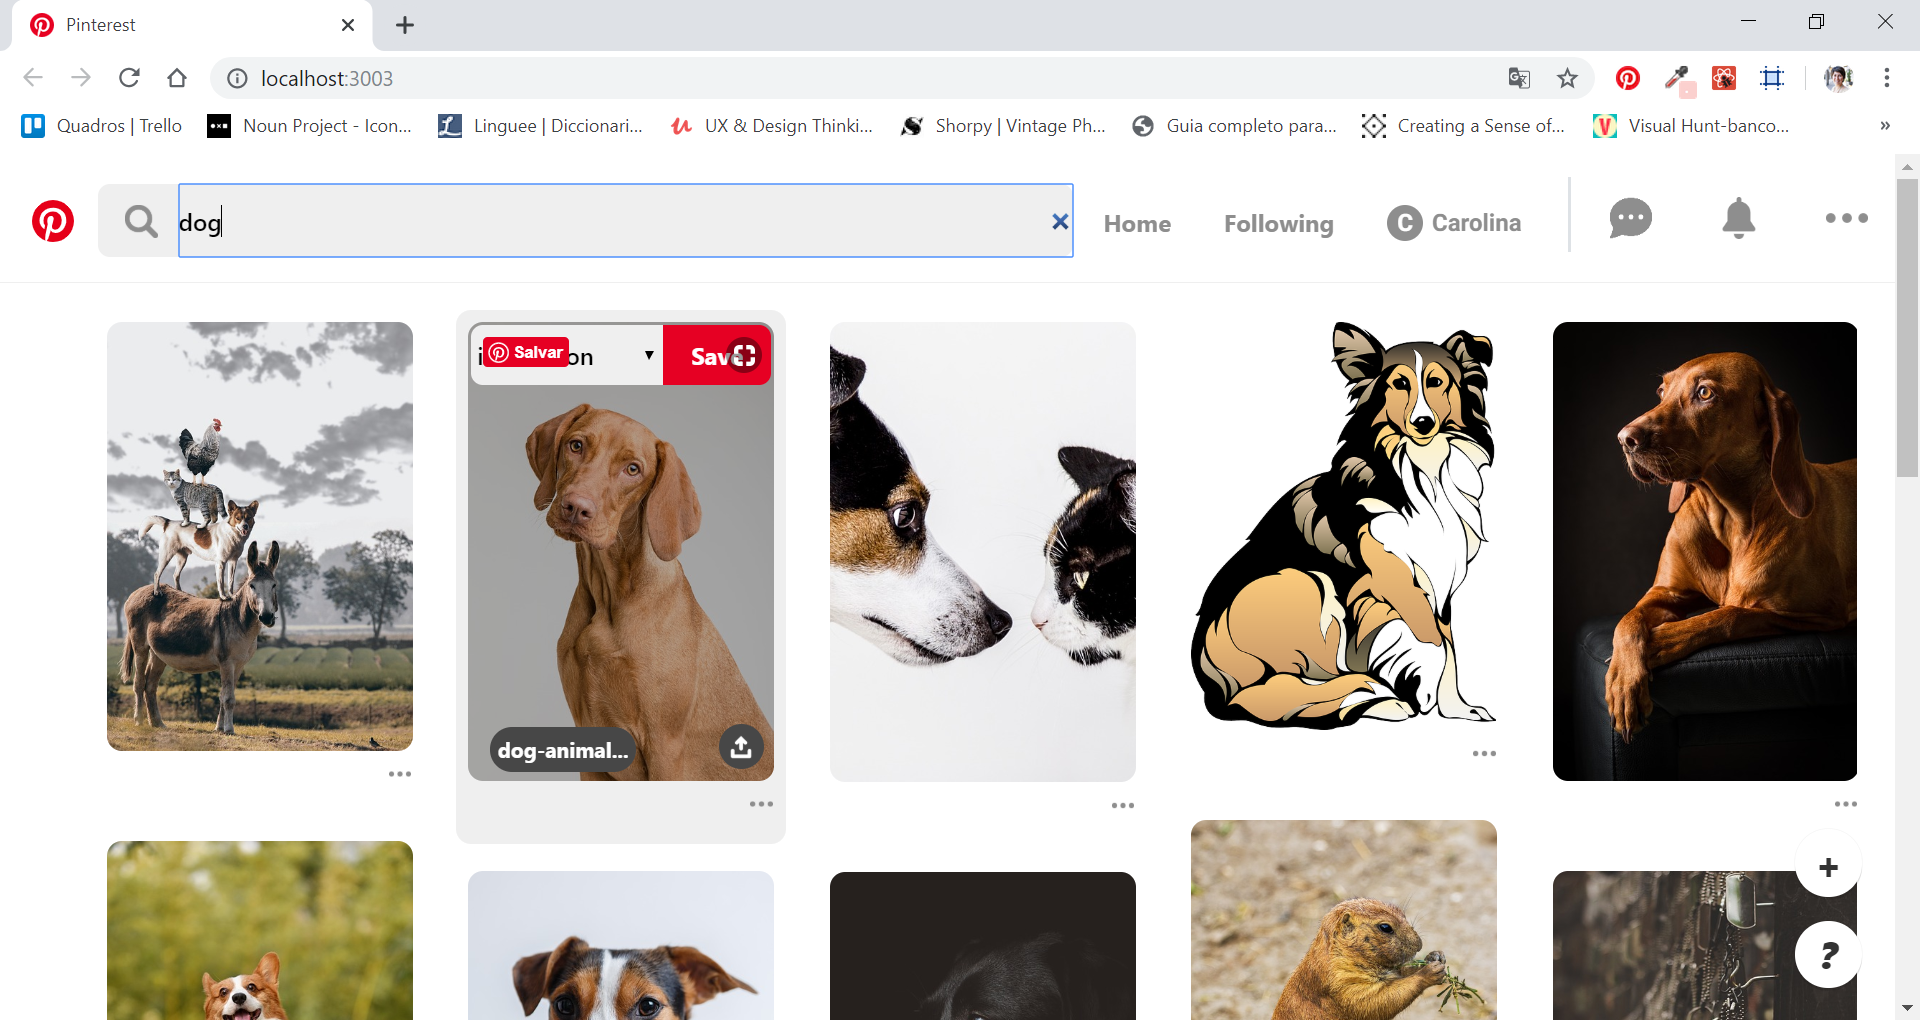 Pinterest
localhost:3003
Quadros | Trello
Noun Project - Icon...
Linguee | Diccionari...
UX & Design Thinki...
Shorpy | Vintage Ph...
Guia completo para...
Creating a Sense of...
Visual Hunt-banco...
»
dog
Home
Following
C Carolina
Salvar
on
Save
dog-animal...
+
?